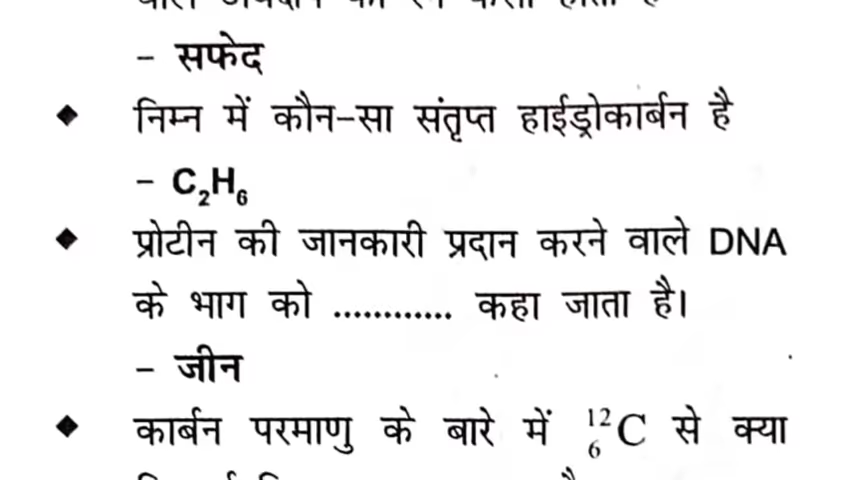 – सफेद
◆ निम्न में कौन-सा संतृप्त हाईड्रोकार्बन है
– C₂H₆
◆ प्रोटीन की जानकारी प्रदान करने वाले DNA
के भाग को ............ कहा जाता है।
– जीन
◆ कार्बन परमाणु के बारे में ¹²₆C से क्या